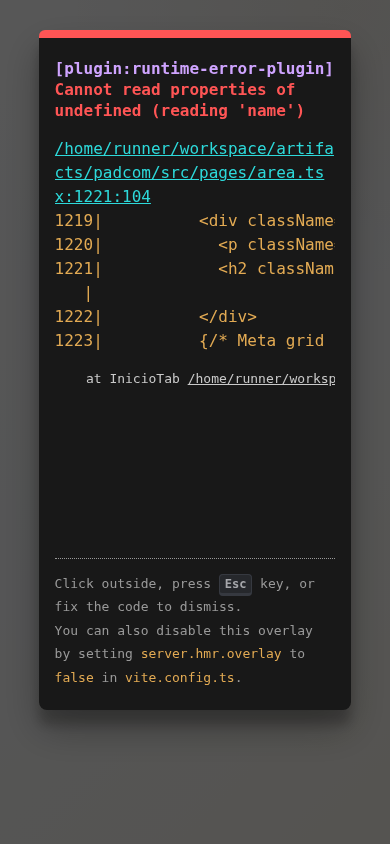 [plugin:runtime-error-plugin]
Cannot read properties of
undefined (reading 'name')
/home/runner/workspace/artifa
cts/padcom/src/pages/area.ts
x:1221:104
1219|          <div className
1220|            <p className
1221|            <h2 classNam
   |
1222|          </div>
1223|          {/* Meta grid
at InicioTab /home/runner/worksp
Click outside, press Esc key, or
fix the code to dismiss.
You can also disable this overlay
by setting server.hmr.overlay to
false in vite.config.ts.